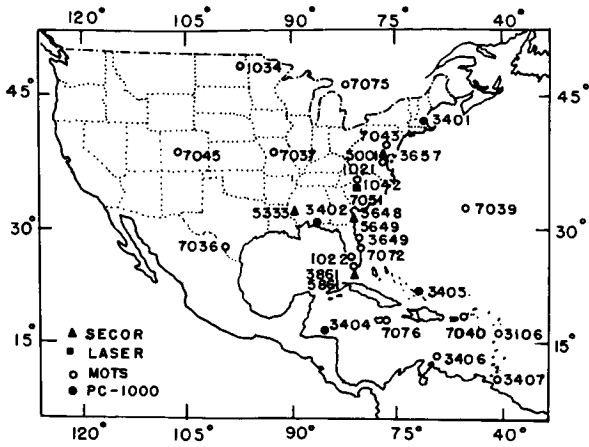 120° 90° 75° 40°
1034
7075
45° 45°
3401
7043
7045 7037 5001 3657
1021
1042
7051
5333 3402 3648 7039
5649
30° 3649 30°
7036 7072
1022
3861
5861
3405
3404 7076 7040 3106
15° 15°
3406
3407
▲ SECOR
■ LASER
○ MOTS
● PC-1000
120° 90° 75° 40°